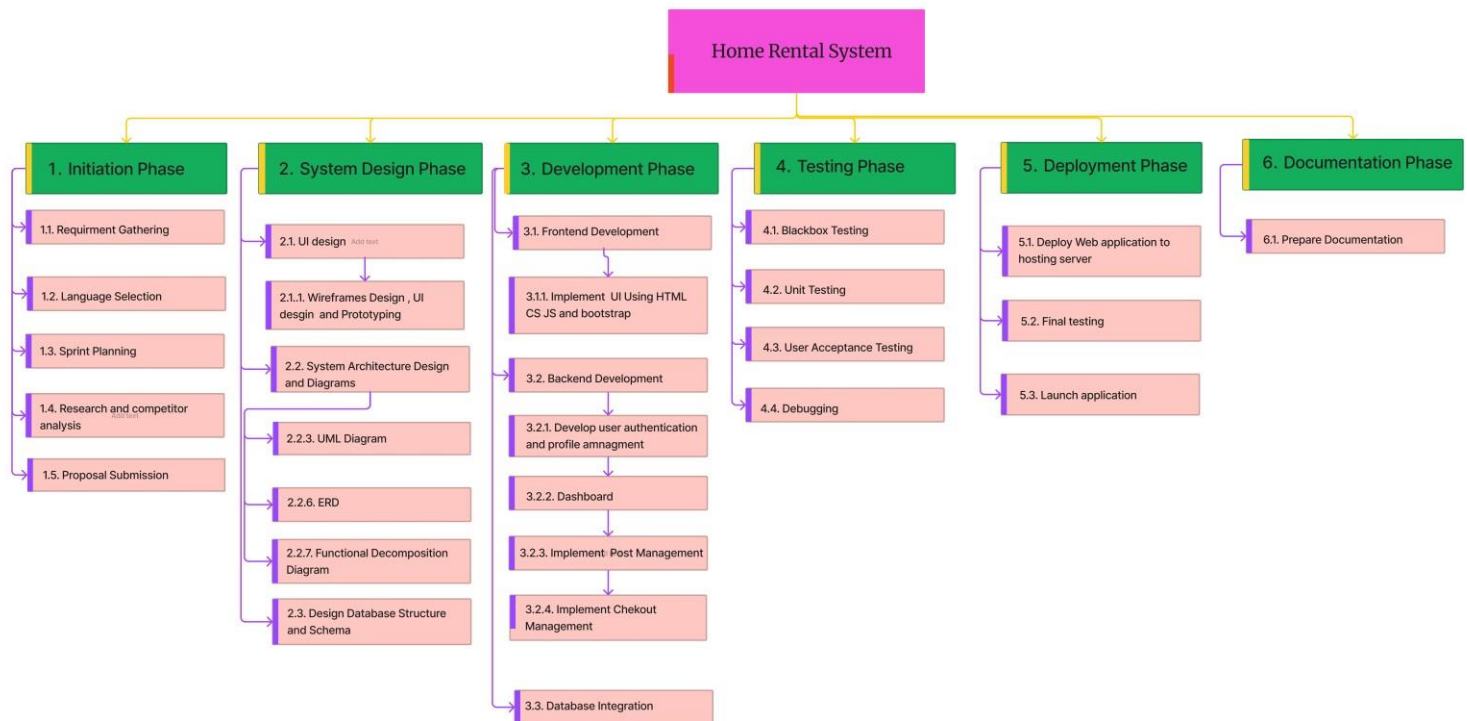 Home Rental System
1. Initiation Phase
1.1. Requirment Gathering
1.2. Language Selection
1.3. Sprint Planning
1.4. Research and competitor
Add text
analysis
1.5. Proposal Submission
2. System Design Phase
2.1. UI design Add text
2.1..1. Wireframes Design , UI
desgin and Prototyping
2.2. System Architecture Design
and Diagrams
2.2.3. UML Diagram
2.2.6. ERD
2.2.7. Functional Decomposition
Diagram
2.3. Design Database Structure
and Schema
3. Development Phase
3.1. Frontend Development
3.1.1. Implement UI Using HTML
CS JS and bootstrap
3.2. Backend Development
3.2.1. Develop user authentication
and profile amnagment
3.2.2. Dashboard
3.2.3. Implement Post Management
3.2.4. Implement Chekout
Management
3.3. Database Integration
4. Testing Phase
4.1. Blackbox Testing
4.2. Unit Testing
4.3. User Acceptance Testing
4.4. Debugging
5. Deployment Phase
5.1. Deploy Web application to
hosting server
5.2. Final testing
5.3. Launch application
6. Documentation Phase
6.1. Prepare Documentation